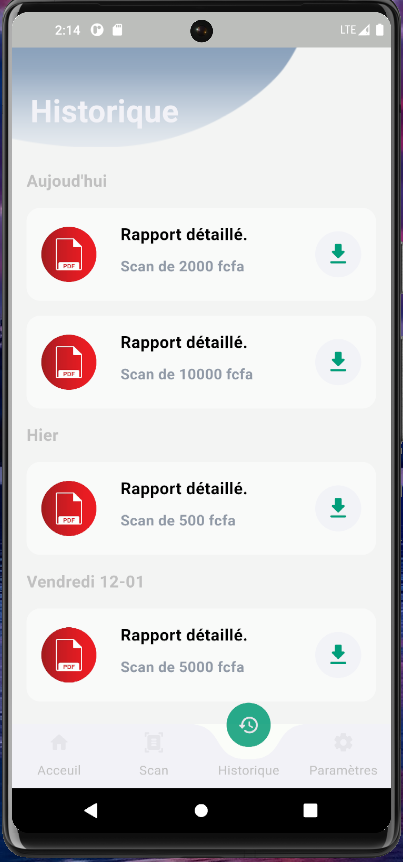 2:14
LTE
Historique
Aujourd'hui
Rapport détaillé.
PDF
Scan de 2000 fcfa
Rapport détaillé.
PDF
Scan de 10000 fcfa
Hier
Rapport détaillé.
PDF
Scan de 500 fcfa
Vendredi 12-01
Rapport détaillé.
PDF
Scan de 5000 fcfa
Acceuil
Scan
Historique
Paramètres